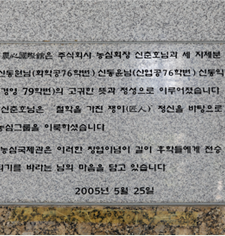 農心國際館은 주식회사 농심회장 신춘호님과 세 자제분
신동원님(화학공76학번) 신동윤님(산업공76학번) 신동익
경영 79학번)의 고귀한 뜻과 정성으로 이루어졌습니다
신춘호님은 철학을 가진 쟁이(匠人) 정신을 바탕으로
농심그룹을 이룩하셨습니다
농심국제관은 이러한 창업이념이 길이 후학들에게 전승
되기를 바라는 님의 마음을 담고 있습니다
2005년 5월 25일